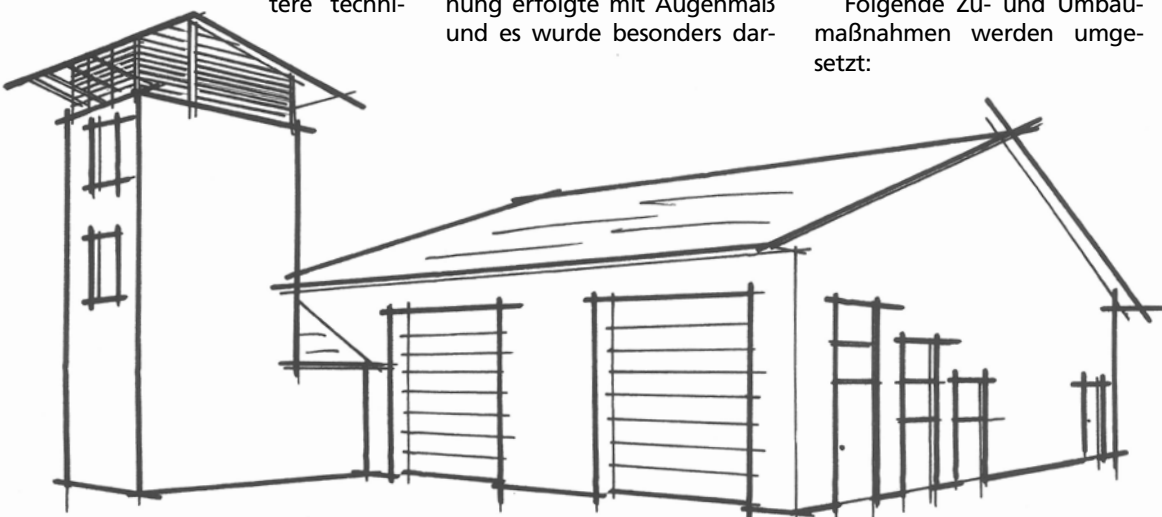 tere techni-
nung erfolgte mit Augenmaß
und es wurde besonders dar-
Folgende Zu- und Umbau-
maßnahmen werden umge-
setzt: